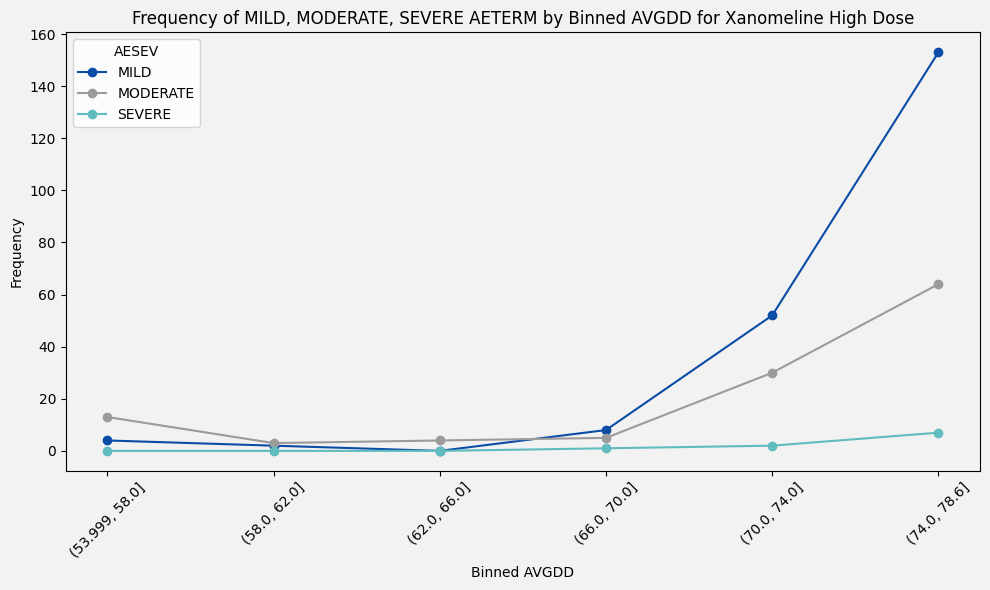 Frequency of MILD, MODERATE, SEVERE AETERM by Binned AVGDD for Xanomeline High Dose
AESEV
MILD
MODERATE
SEVERE
Frequency
160
140
120
100
80
60
40
20
0
(53.999, 58.0]
(58.0, 62.0]
(62.0, 66.0]
(66.0, 70.0]
(70.0, 74.0]
(74.0, 78.6]
Binned AVGDD